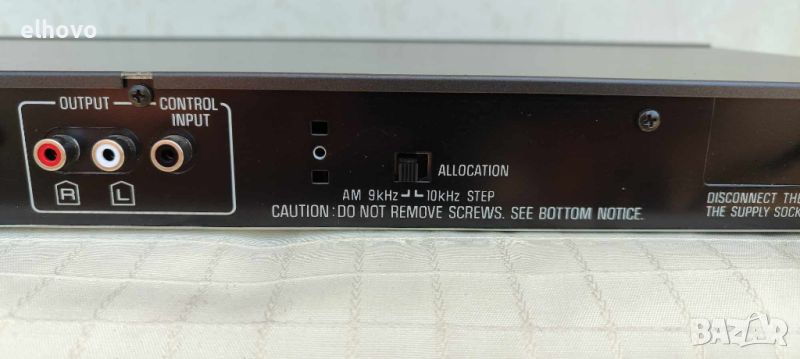 elhovo
OUTPUT
CONTROL
INPUT
R
L
ALLOCATION
AM 9kHz 10kHz STEP
CAUTION: DO NOT REMOVE SCREWS. SEE BOTTOM NOTICE.
DISCONNECT THE
THE SUPPLY SOCK
BAZAR